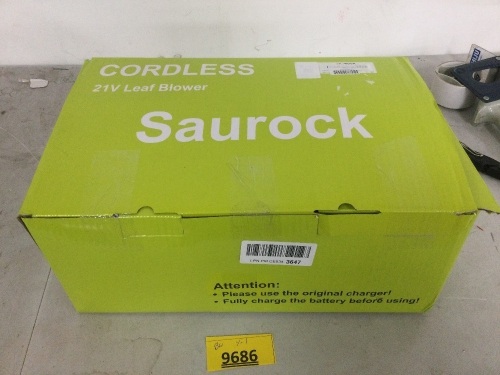 CORDLESS
21V Leaf Blower
Saurock
3647
Attention:
• Please use the original charger!
• Fully charge the battery before using!
9686